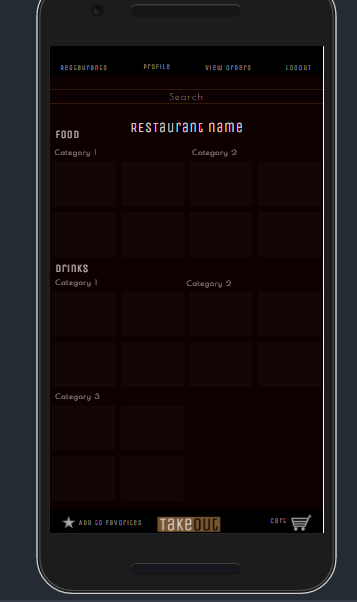 Restaurants Profile View Orders Logout
Search
Restaurant name
FOOD
Category 1 Category 2
Drinks
Category 1 Category 2
Category 3
Add to favorites Takeout Cart